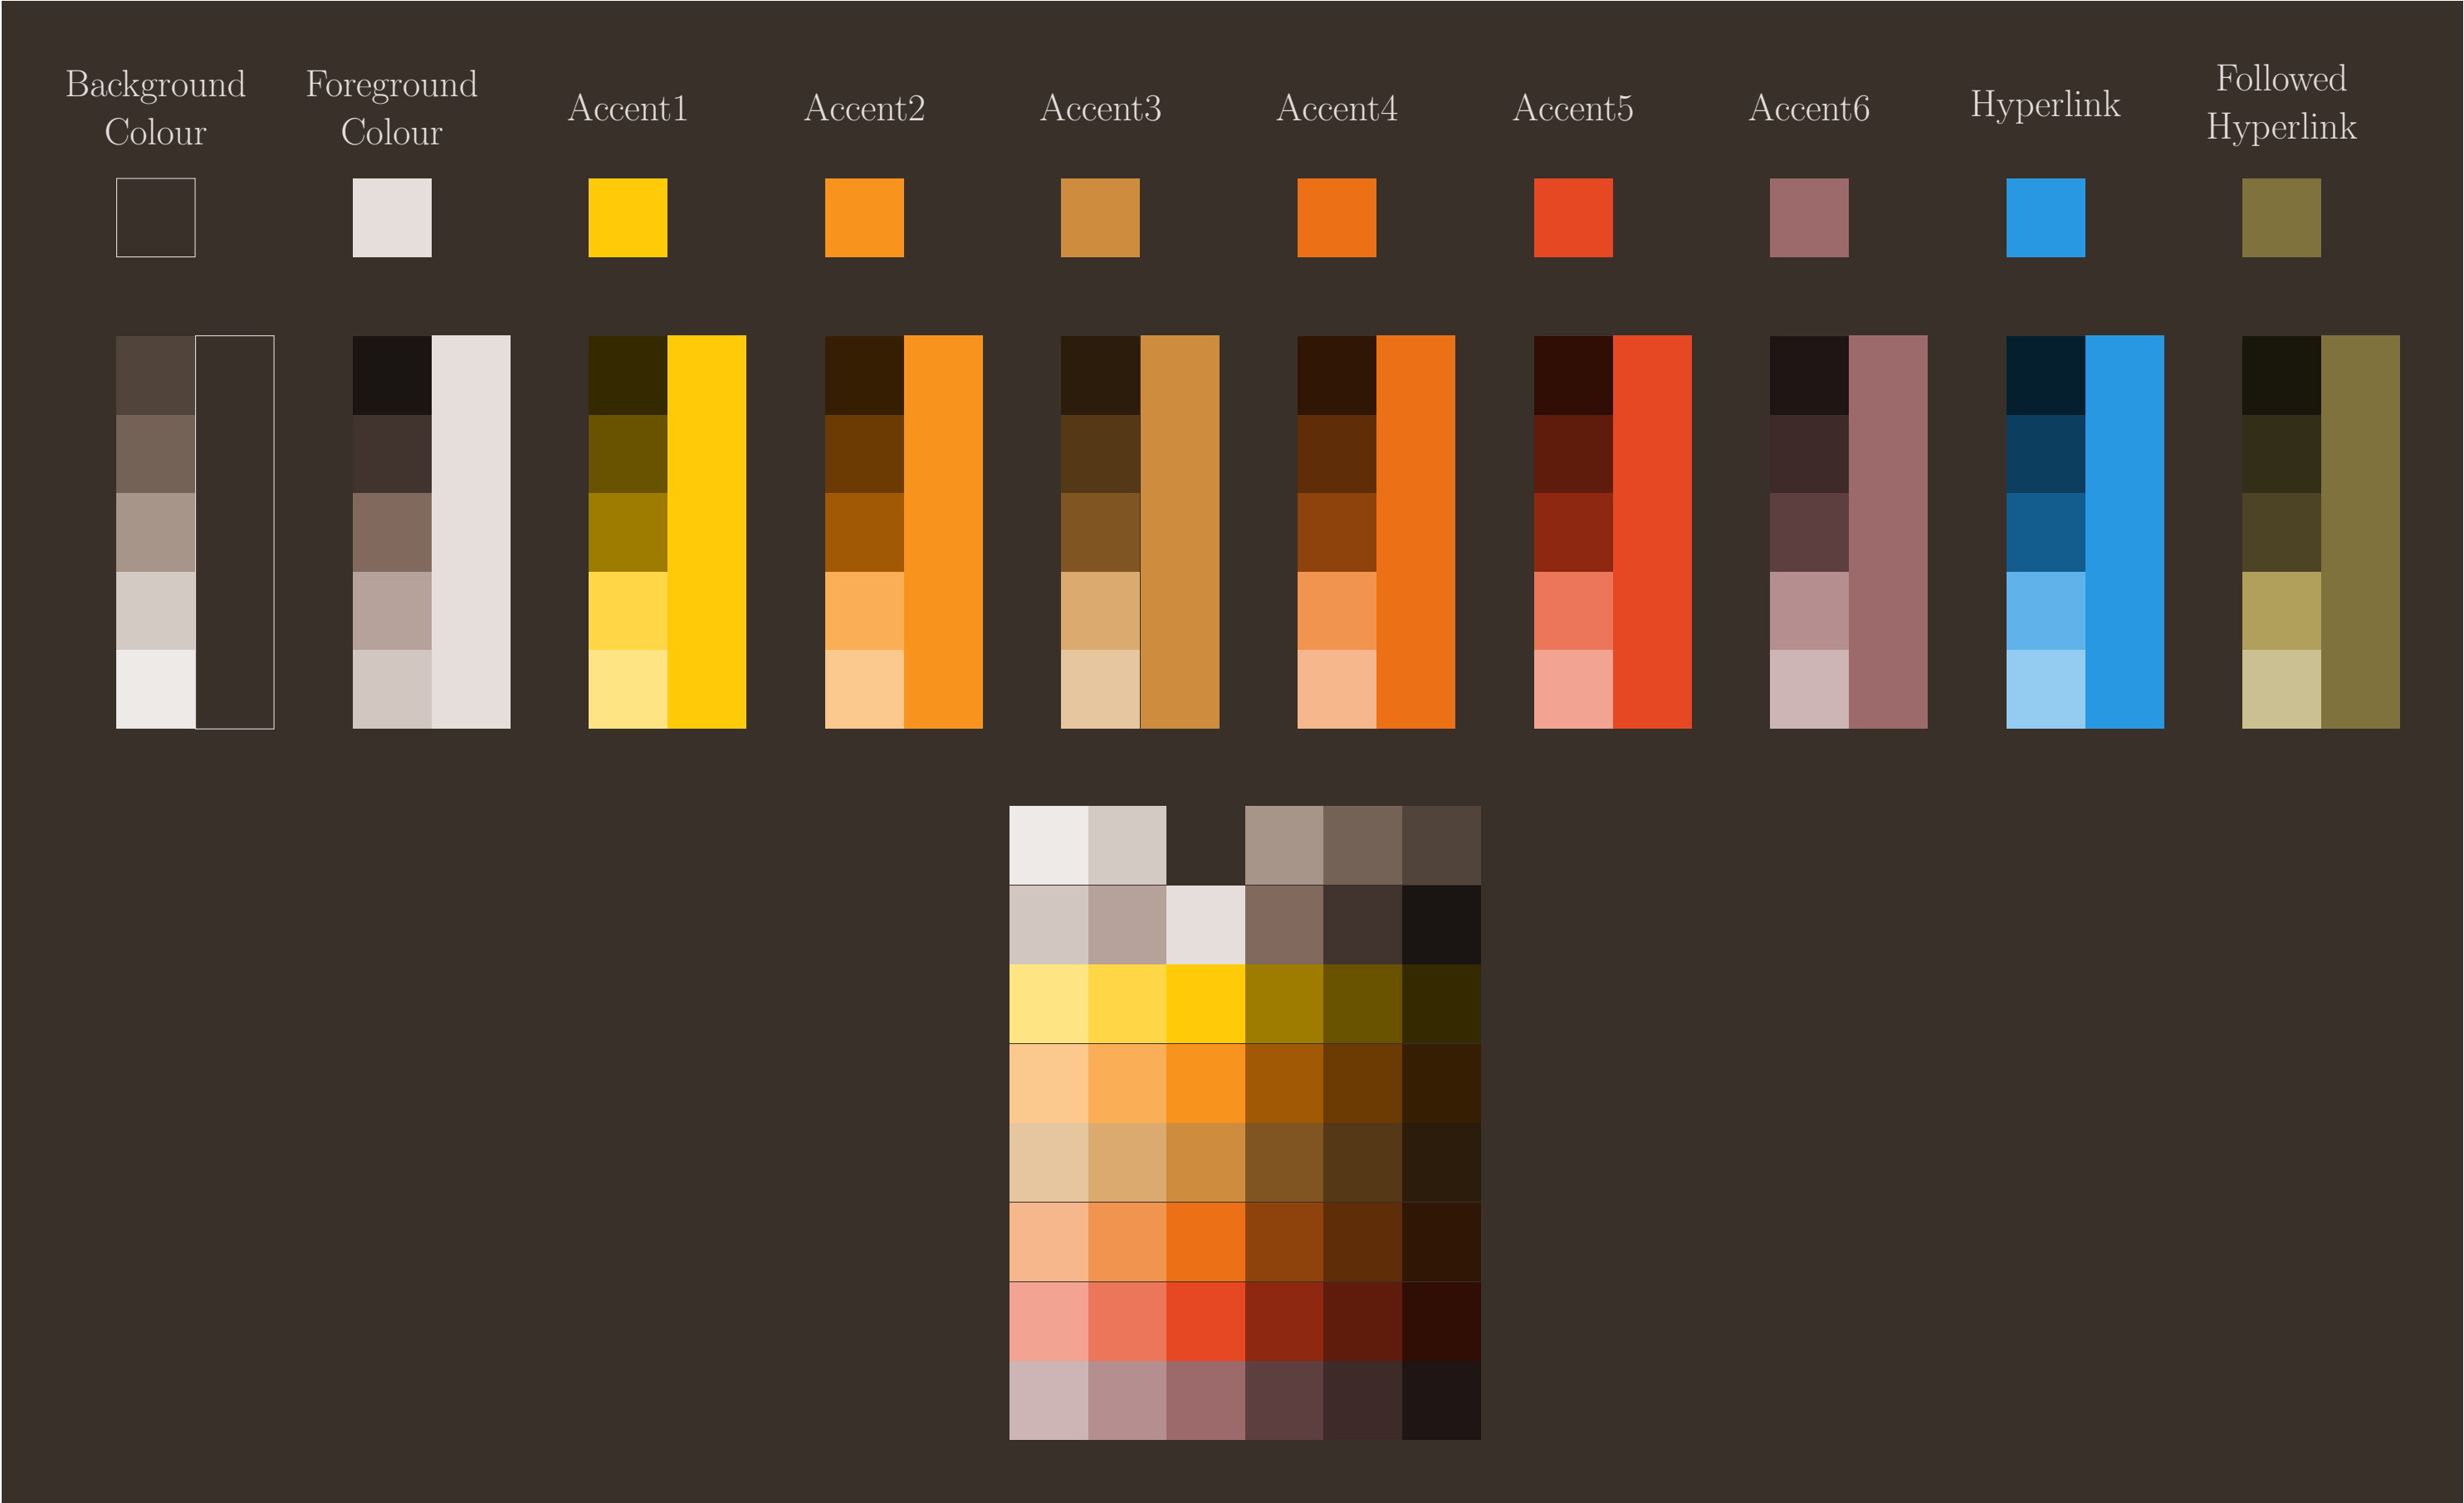 Background
Colour
Foreground
Colour
Accent1
Accent2
Accent3
Accent4
Accent5
Accent6
Hyperlink
Followed
Hyperlink